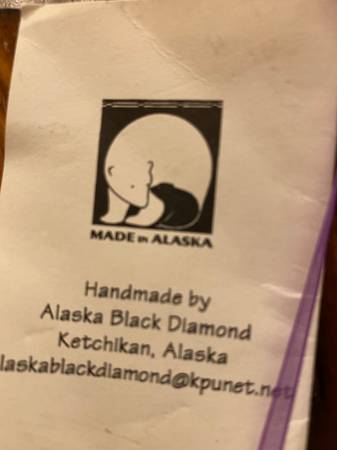 MADE IN ALASKA
Handmade by
Alaska Black Diamond
Ketchikan, Alaska
laskablackdiamond@kpunet.net